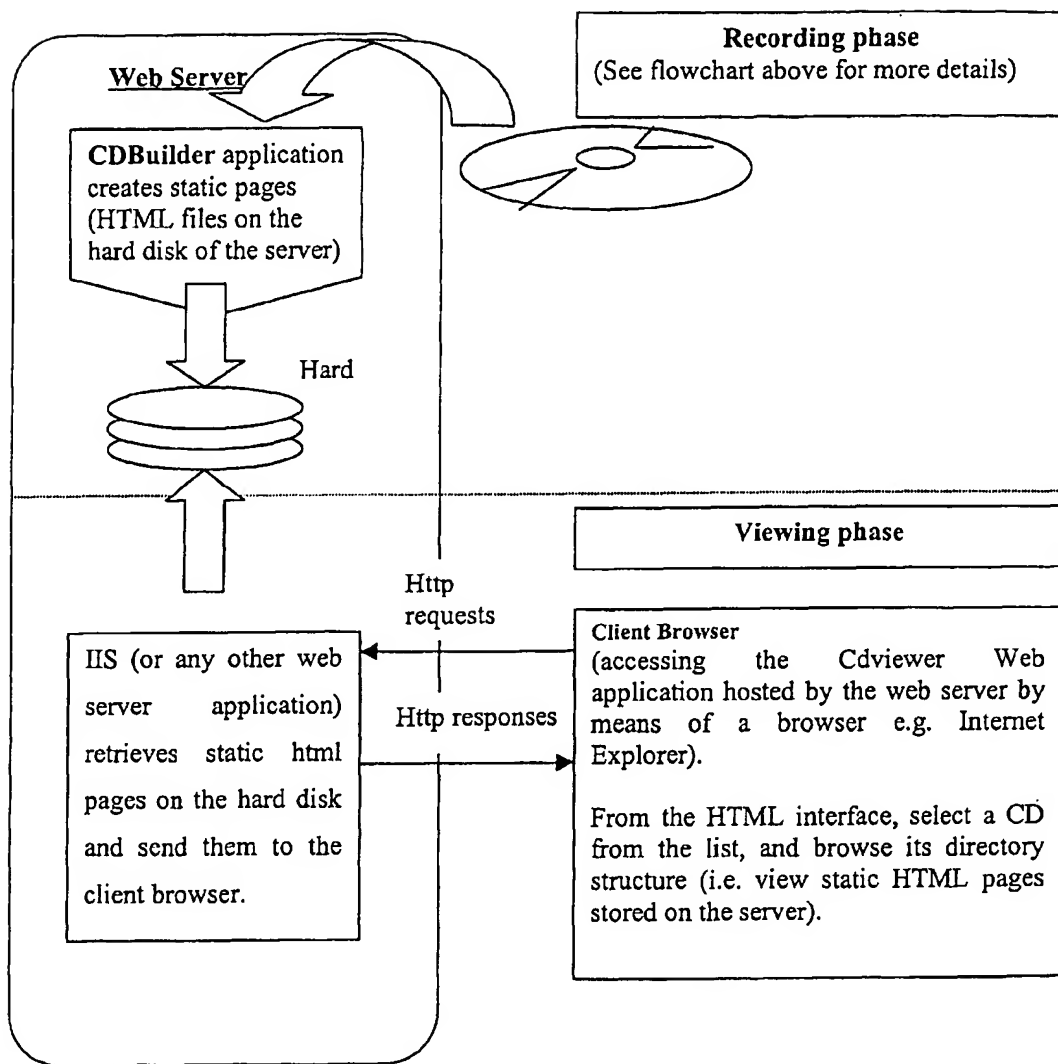 Recording phase
(See flowchart above for more details)
Web Server
CDBuilder application
creates static pages
(HTML files on the
hard disk of the server)
Hard
Viewing phase
Http
requests
Http responses
IIS (or any other web
server application)
retrieves static html
pages on the hard disk
and send them to the
client browser.
Client Browser
(accessing the Cdviewer Web
application hosted by the web server by
means of a browser e.g. Internet
Explorer).
From the HTML interface, select a CD
from the list, and browse its directory
structure (i.e. view static HTML pages
stored on the server).